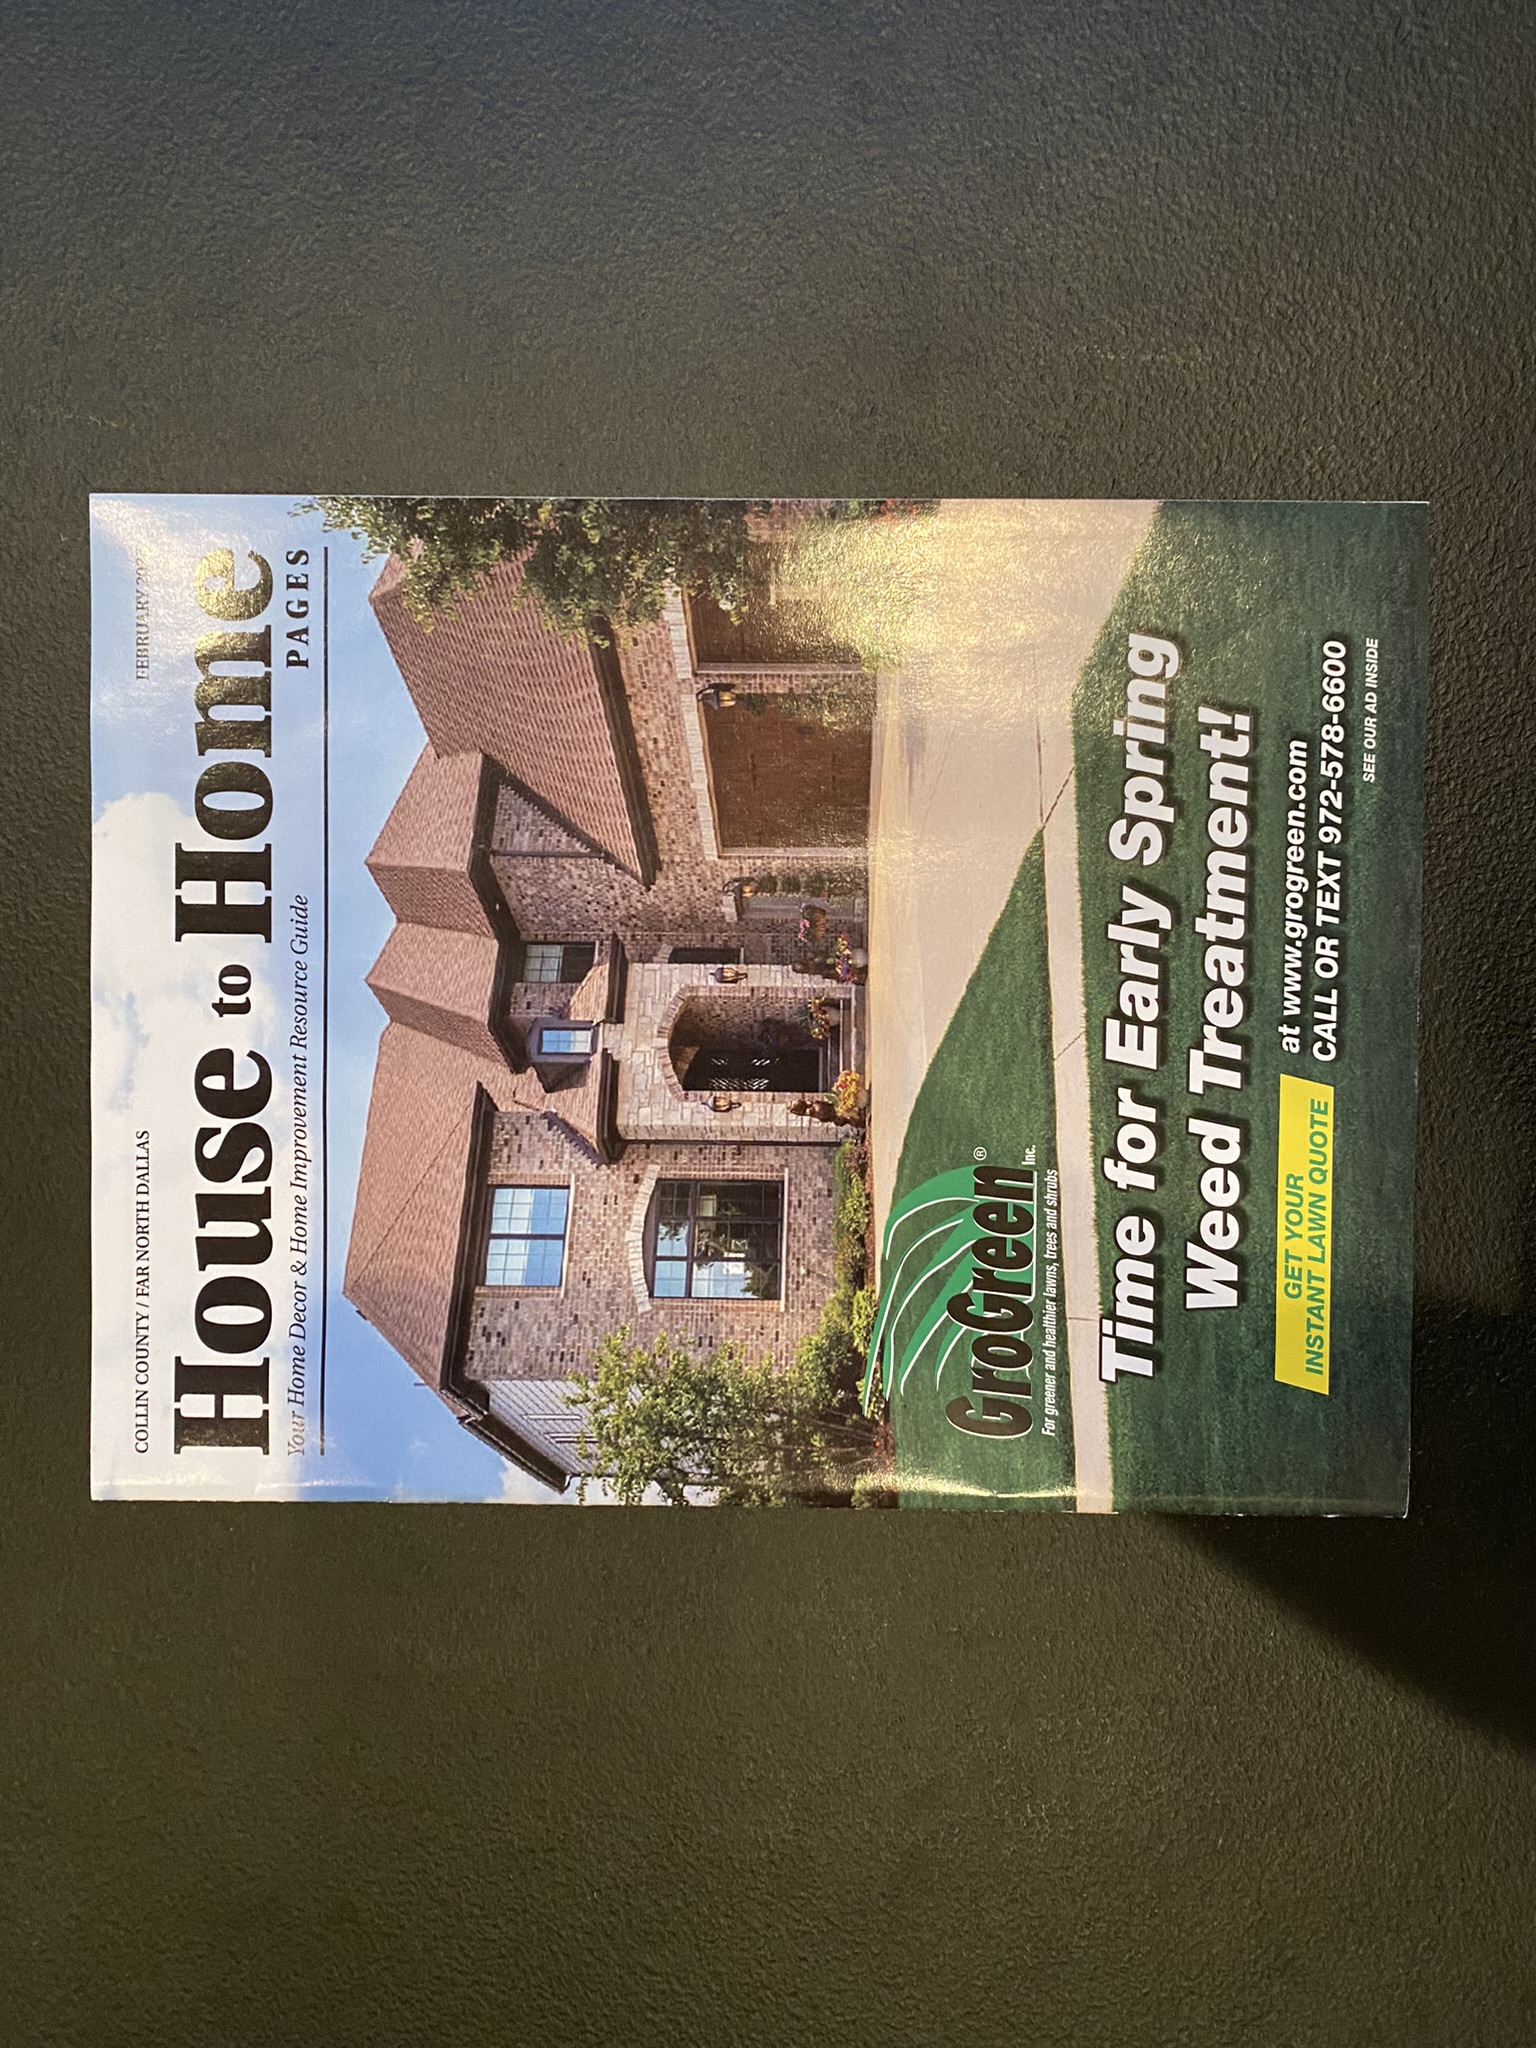 COLLIN COUNTY / FAR NORTH DALLAS
FEBRUARY
House to Home
Your Home Decor & Home Improvement Resource Guide
PAGES
GroGreen® Inc.
For greener and healthier lawns, trees and shrubs
Time for Early Spring
Weed Treatment!
GET YOUR
INSTANT LAWN QUOTE
at www.grogreen.com
CALL OR TEXT 972-578-6600
SEE OUR AD INSIDE